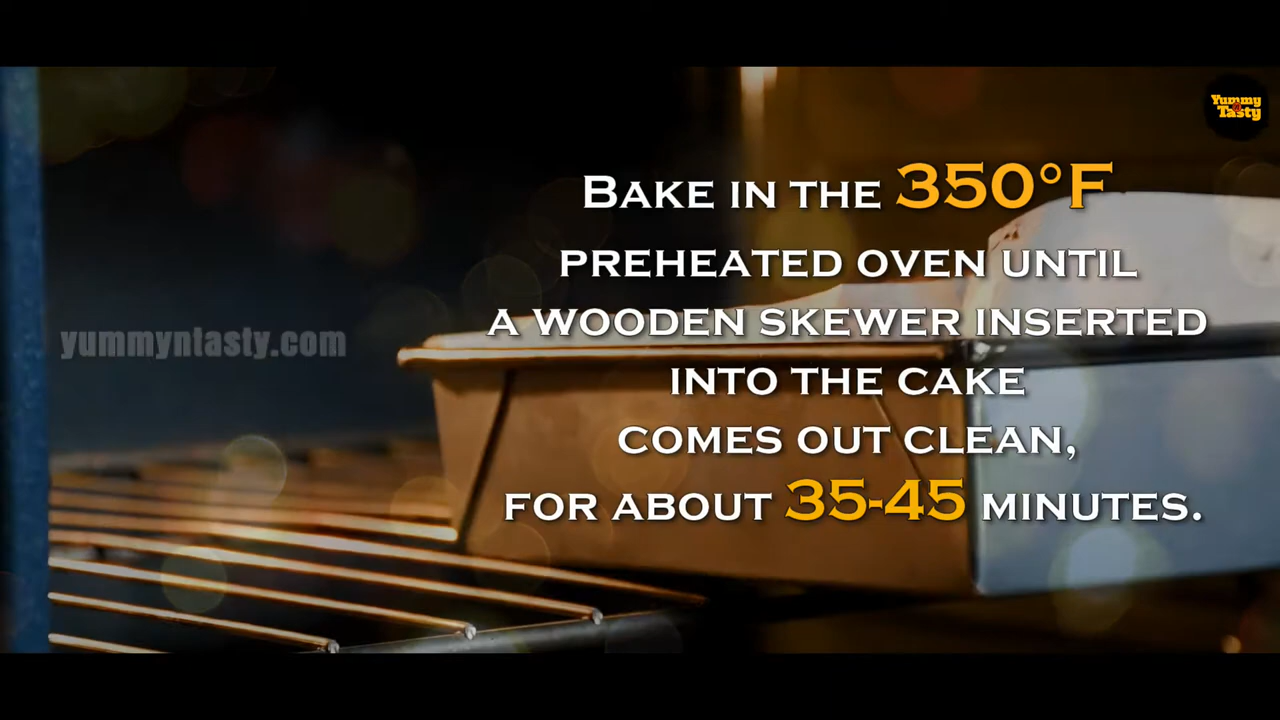 Yummy
@
Tasty
BAKE IN THE 350°F
PREHEATED OVEN UNTIL
A WOODEN SKEWER INSERTED
yummyntasty.com
INTO THE CAKE
COMES OUT CLEAN,
FOR ABOUT 35-45 MINUTES.